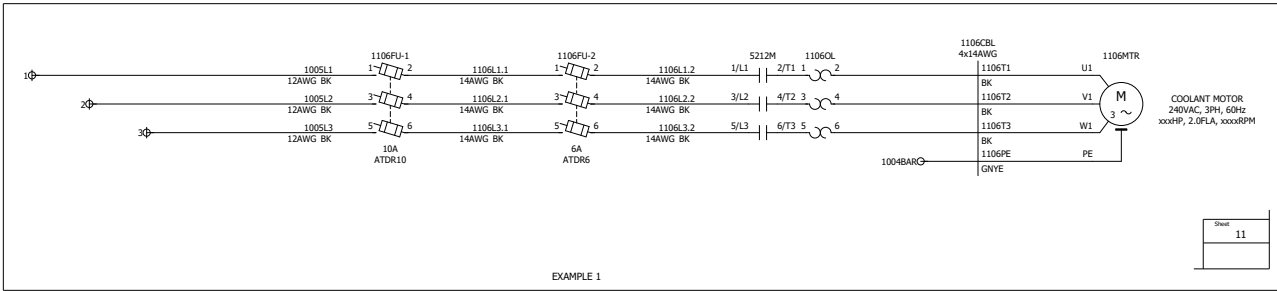 1106FU-1 1106FU-2 5212M 1106OL 1106CBL 4x14AWG 1106MTR
1 1005L1 12AWG BK 1 2 1106L1.1 14AWG BK 1 2 1106L1.2 14AWG BK 1/L1 2/T1 1 2 1106T1 BK U1
2 1005L2 12AWG BK 3 4 1106L2.1 14AWG BK 3 4 1106L2.2 14AWG BK 3/L2 4/T2 3 4 1106T2 BK V1
M
3 ~
COOLANT MOTOR
240VAC, 3PH, 60Hz
xxxHP, 2.0FLA, xxxxRPM
3 1005L3 12AWG BK 5 6 1106L3.1 14AWG BK 5 6 1106L3.2 14AWG BK 5/L3 6/T3 5 6 1106T3 BK W1
10A
ATDR10
6A
ATDR6
1004BAR 1106PE GNYE PE
Sheet
11
EXAMPLE 1